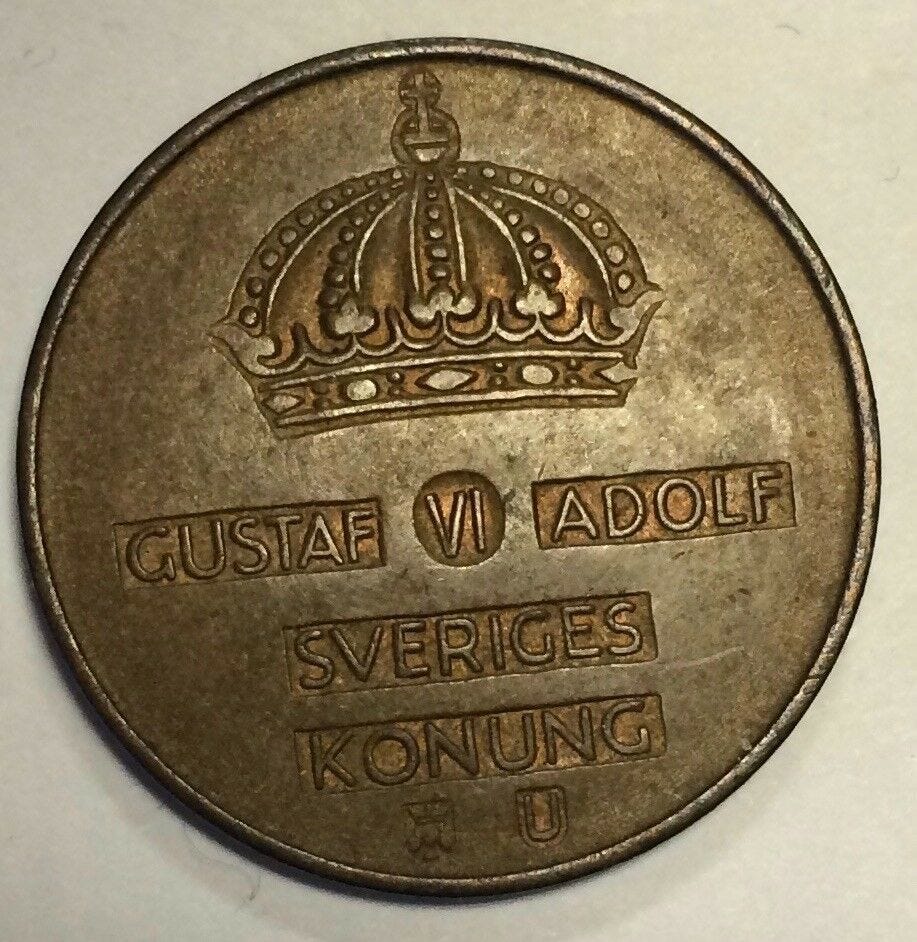 GUSTAF VI ADOLF
SVERIGES
KONUNG
U